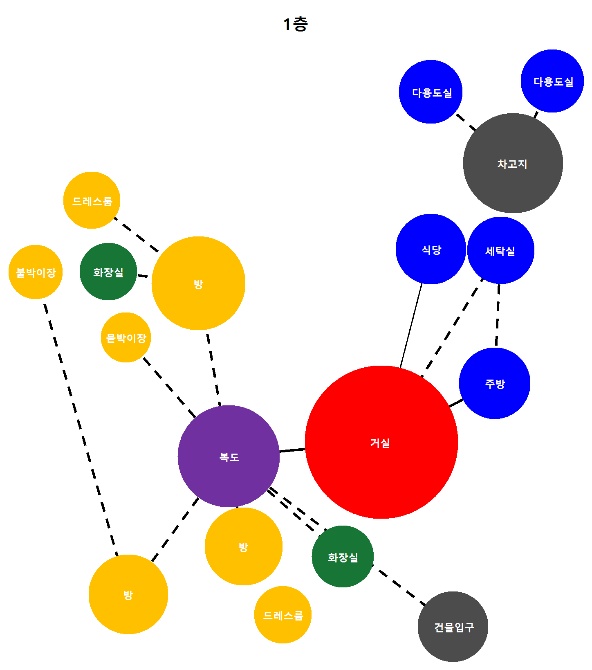 1층
다용도실
다용도실
차고지
드레스룸
식당
세탁실
붙박이장
화장실
방
붙박이장
주방
거실
복도
방
화장실
방
드레스룸
건물입구